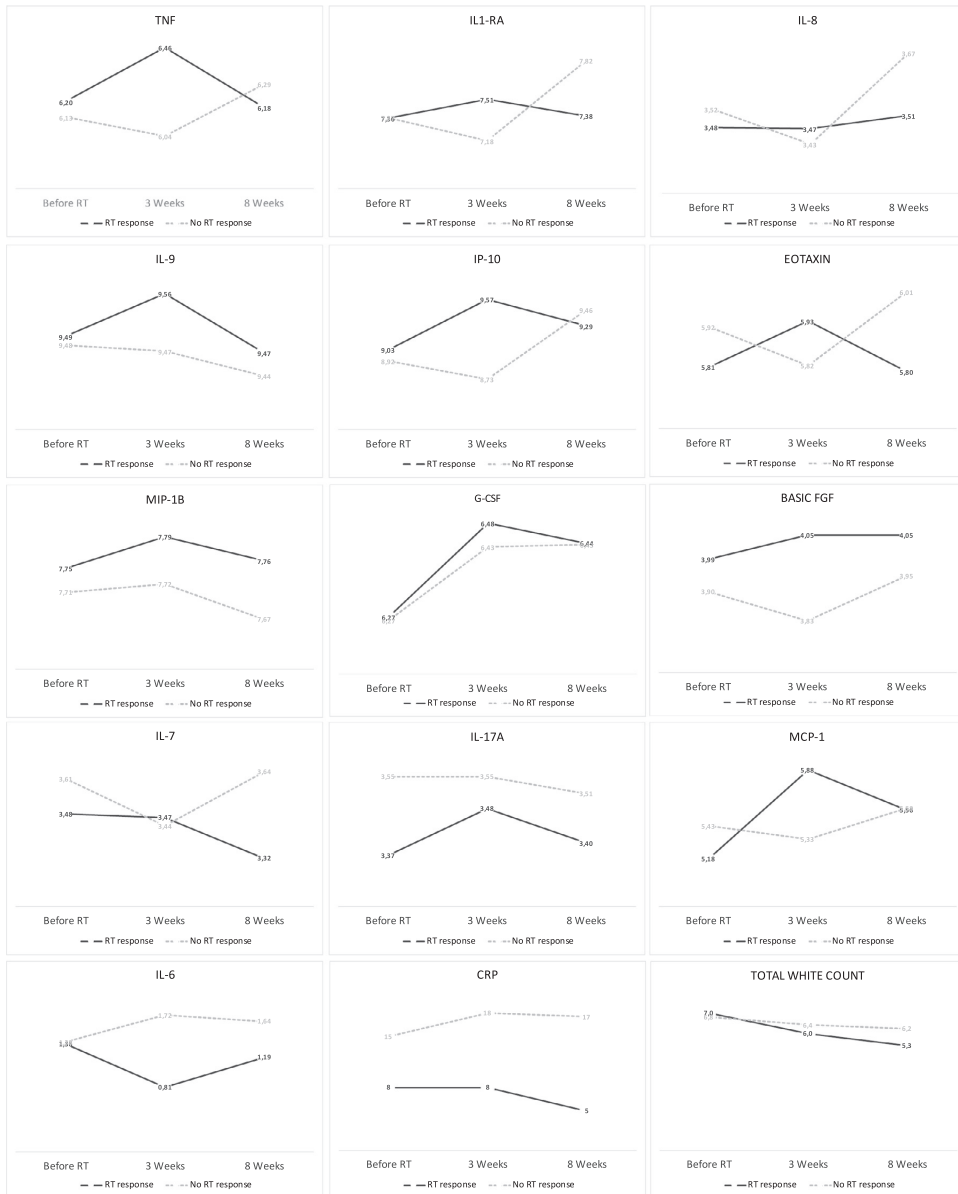 TNF
6,46
6,20
6,13
6,04
6,29
6,18
Before RT 3 Weeks 8 Weeks
RT response No RT response
IL1-RA
7,82
7,51
7,36
7,38
7,18
Before RT 3 Weeks 8 Weeks
RT response No RT response
IL-8
3,67
3,52
3,48
3,47
3,43
3,51
Before RT 3 Weeks 8 Weeks
RT response No RT response
IL-9
9,56
9,49
9,48
9,47
9,47
9,44
Before RT 3 Weeks 8 Weeks
RT response No RT response
IP-10
9,57
9,46
9,29
9,03
8,92
8,73
Before RT 3 Weeks 8 Weeks
RT response No RT response
EOTAXIN
6,01
5,92
5,93
5,81
5,82
5,80
Before RT 3 Weeks 8 Weeks
RT response No RT response
MIP-1B
7,79
7,75
7,76
7,71
7,72
7,67
Before RT 3 Weeks 8 Weeks
RT response No RT response
G-CSF
6,48
6,43
6,44
6,27
Before RT 3 Weeks 8 Weeks
RT response No RT response
BASIC FGF
4,05
4,05
3,99
3,95
3,90
3,83
Before RT 3 Weeks 8 Weeks
RT response No RT response
IL-7
3,64
3,61
3,48
3,47
3,44
3,32
Before RT 3 Weeks 8 Weeks
RT response No RT response
IL-17A
3,55
3,55
3,51
3,48
3,40
3,37
Before RT 3 Weeks 8 Weeks
RT response No RT response
MCP-1
5,88
5,56
5,43
5,33
5,18
Before RT 3 Weeks 8 Weeks
RT response No RT response
IL-6
1,72
1,64
1,19
0,81
Before RT 3 Weeks 8 Weeks
RT response No RT response
CRP
18
17
15
8
8
5
Before RT 3 Weeks 8 Weeks
RT response No RT response
TOTAL WHITE COUNT
7,0
6,8
6,4
6,0
6,2
5,3
Before RT 3 Weeks 8 Weeks
RT response No RT response